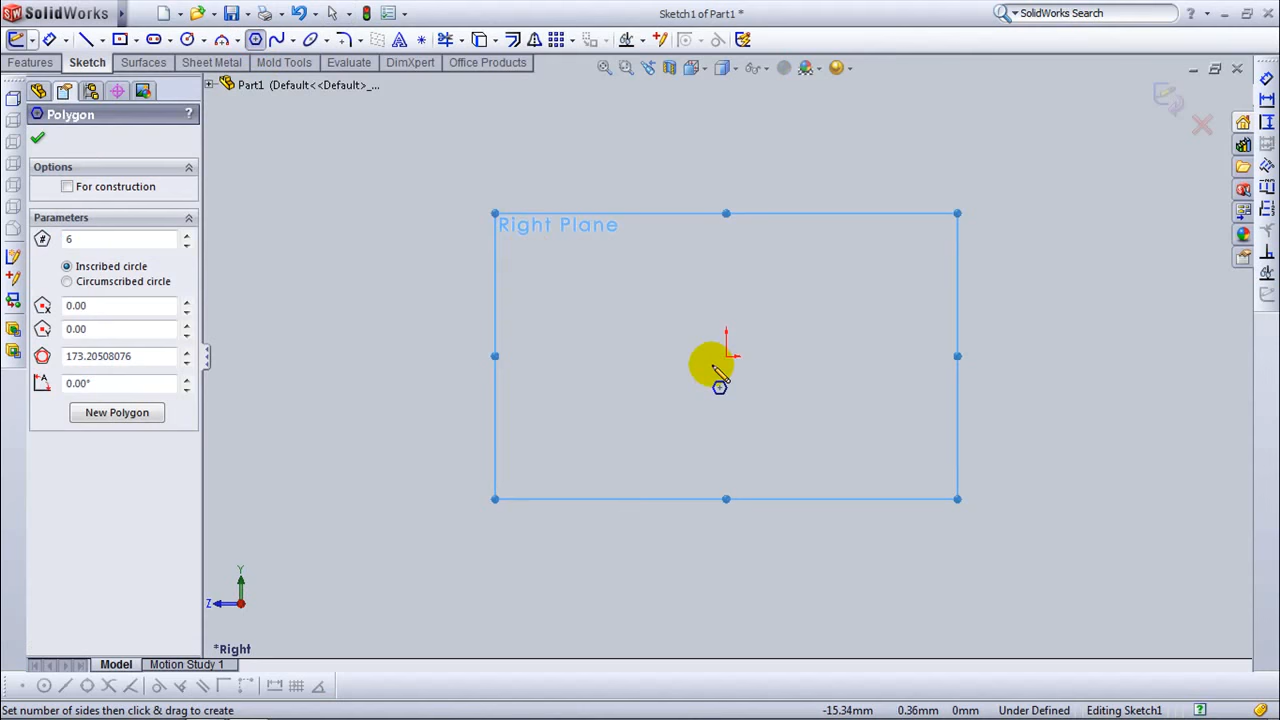 SW SolidWorks
Sketch1 of Part1 *
SolidWorks Search
?
Features Sketch Surfaces Sheet Metal Mold Tools Evaluate DimXpert Office Products
Part1 (Default<<Default>_...
Polygon ?
Options
For construction
Parameters
# 6
Inscribed circle
Circumscribed circle
X 0.00
Y 0.00
173.20508076
A 0.00°
New Polygon
Right Plane
Y
Z
*Right
Model Motion Study 1
Set number of sides then click & drag to create
-15.34mm 0.36mm 0mm Under Defined Editing Sketch1 ?